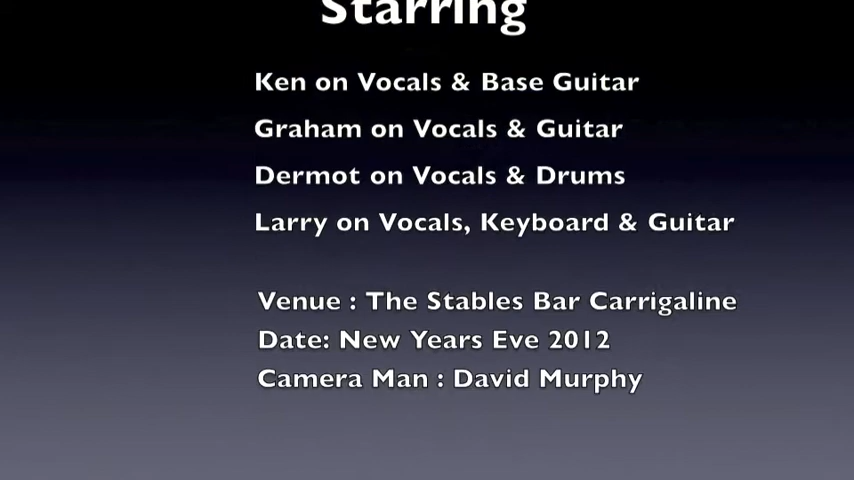 Starring
Ken on Vocals & Base Guitar
Graham on Vocals & Guitar
Dermot on Vocals & Drums
Larry on Vocals, Keyboard & Guitar
Venue : The Stables Bar Carrigaline
Date: New Years Eve 2012
Camera Man : David Murphy